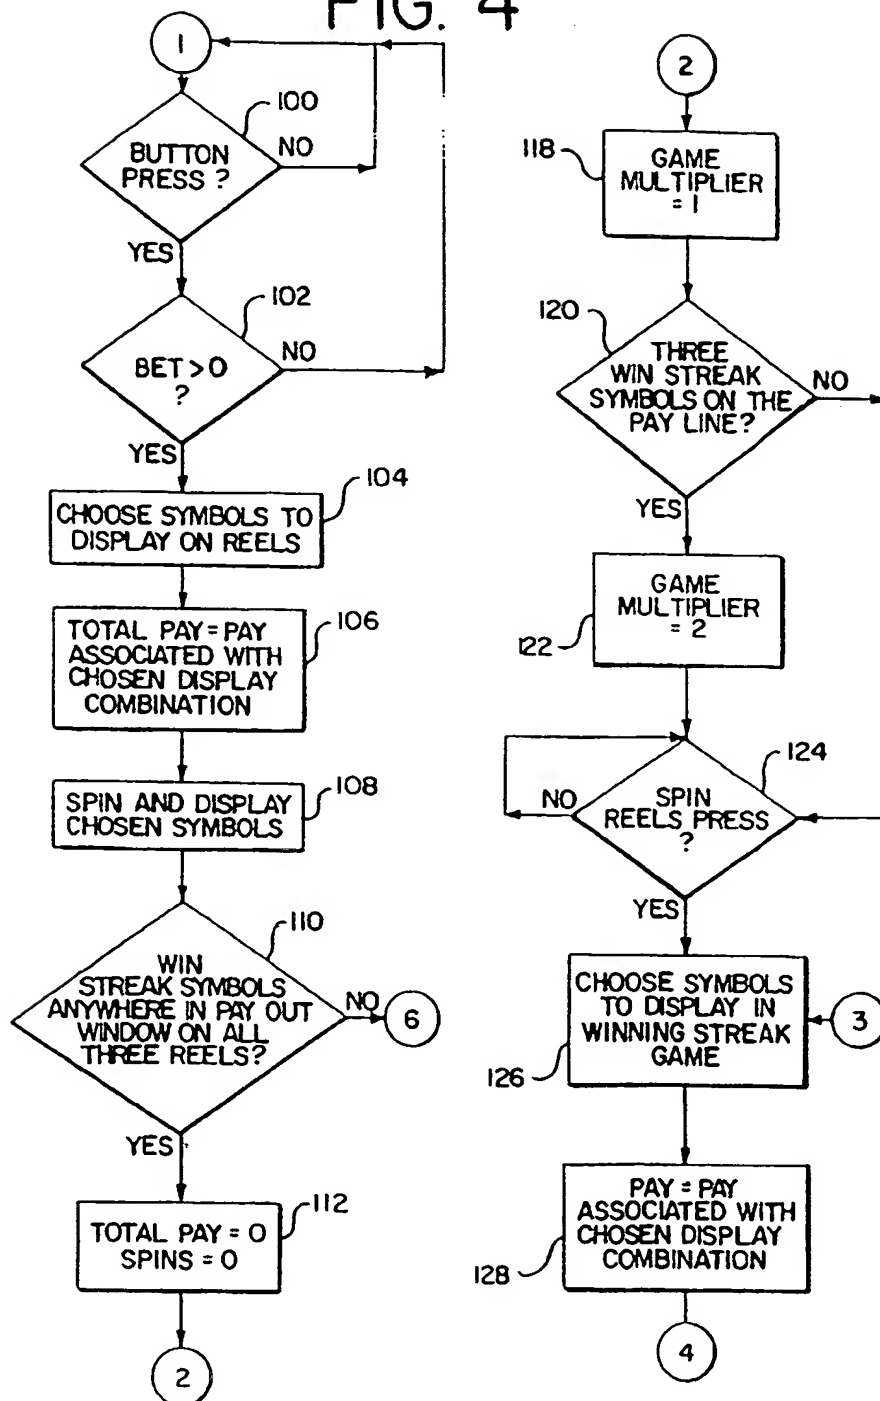 FIG. 4
1
100
BUTTON
PRESS ?
NO
YES
102
BET > 0
?
NO
YES
104
CHOOSE SYMBOLS TO
DISPLAY ON REELS
106
TOTAL PAY = PAY
ASSOCIATED WITH
CHOSEN DISPLAY
COMBINATION
108
SPIN AND DISPLAY
CHOSEN SYMBOLS
110
WIN
STREAK SYMBOLS
ANYWHERE IN PAY OUT
WINDOW ON ALL
THREE REELS?
NO
6
YES
112
TOTAL PAY = 0
SPINS = 0
2
2
118
GAME
MULTIPLIER
= 1
120
THREE
WIN STREAK
SYMBOLS ON THE
PAY LINE?
NO
YES
GAME
MULTIPLIER
= 2
122
124
SPIN
REELS PRESS
?
NO
YES
CHOOSE SYMBOLS
TO DISPLAY IN
WINNING STREAK
GAME
3
126
PAY = PAY
ASSOCIATED WITH
CHOSEN DISPLAY
COMBINATION
128
4